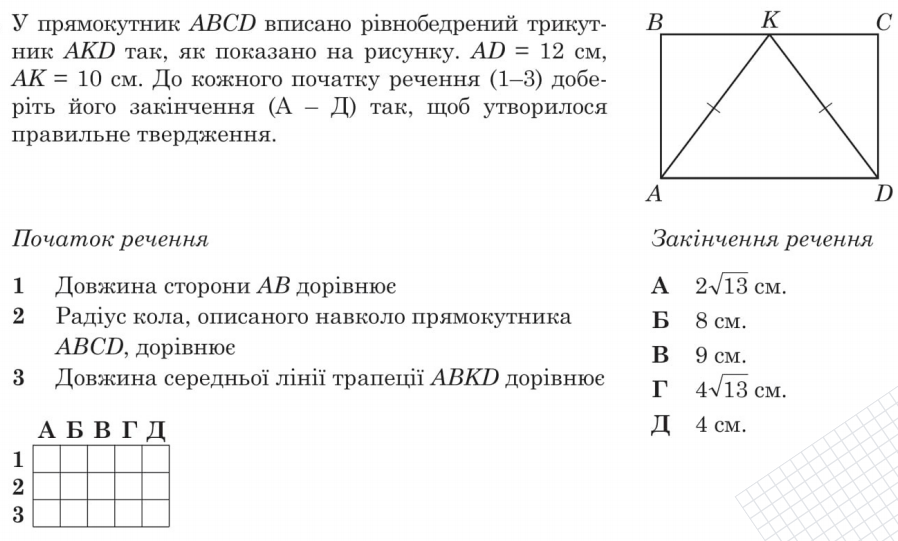 У прямокутник ABCD вписано рівнобедрений трикут-
ник AKD так, як показано на рисунку. AD = 12 см,
AK = 10 см. До кожного початку речення (1–3) добе-
ріть його закінчення (А – Д) так, щоб утворилося
правильне твердження.
B K C
A D
Початок речення
1 Довжина сторони AB дорівнює
2 Радіус кола, описаного навколо прямокутника
ABCD, дорівнює
3 Довжина середньої лінії трапеції ABKD дорівнює
Закінчення речення
А 2√13 см.
Б 8 см.
В 9 см.
Г 4√13 см.
Д 4 см.
А Б В Г Д
1
2
3